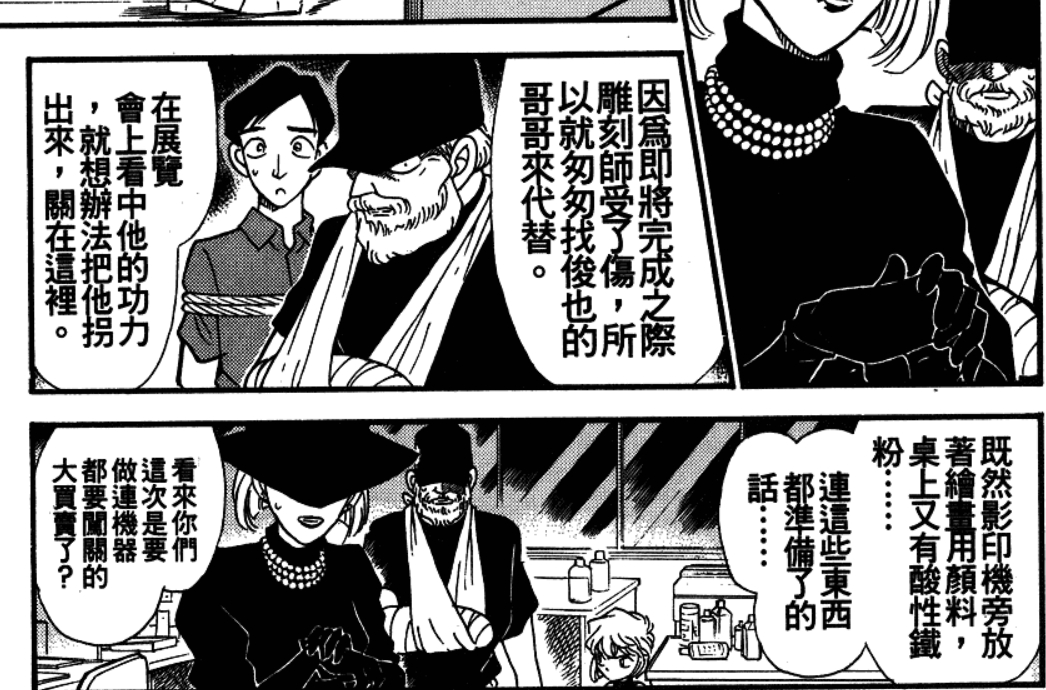 因爲即將完成之際
雕刻師受了傷，所
以就匆匆找俊也的
哥哥來代替。
在展覽
會上看中他的功力
，就想辦法把他拐
出來，關在這裡。
既然影印機旁放
著繪畫用顏料，
桌上又有酸性鐵
粉……
連這些東西
都準備了的
話……
看來你們
這次是要
做連機器
都要闖關的
大買賣了？